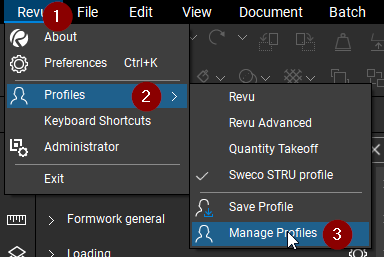 Revu 1 File Edit View Document Batch
About
Preferences Ctrl+K
Profiles 2
Revu
Keyboard Shortcuts
Revu Advanced
Administrator
Quantity Takeoff
Exit
Sweco STRU profile
Save Profile
Formwork general
Manage Profiles 3
Loading